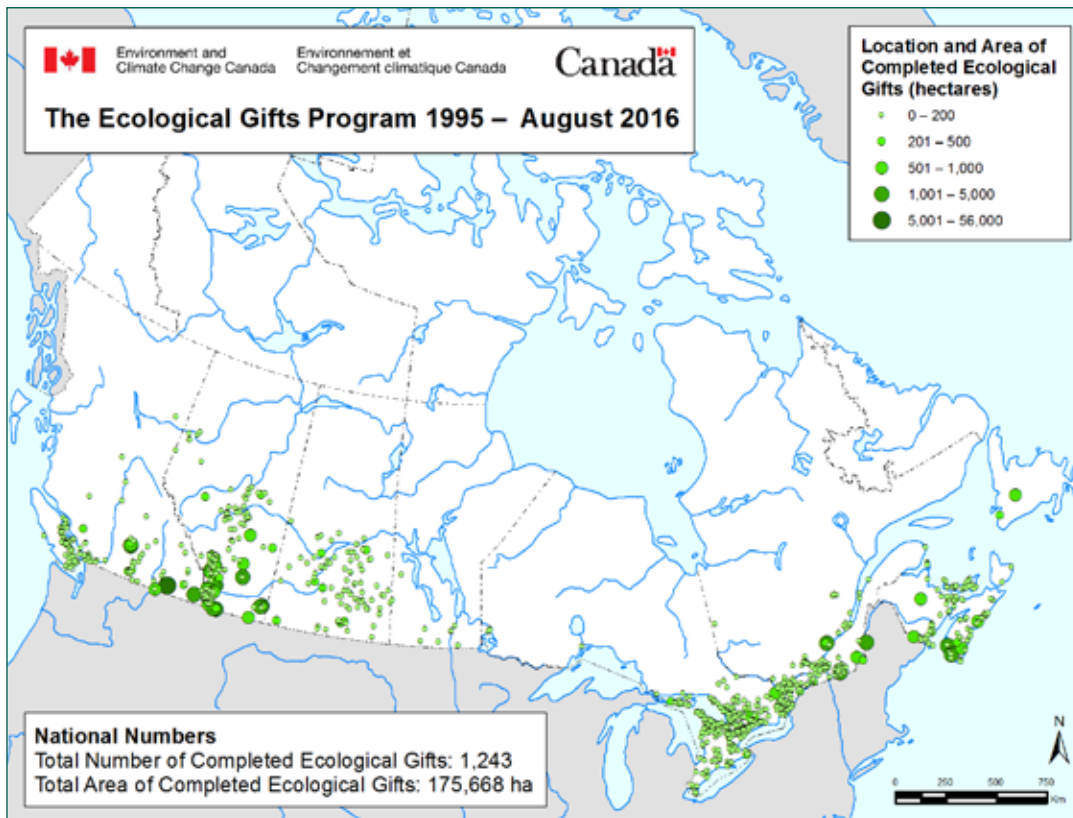 Environment and
Climate Change Canada
Environnement et
Changement climatique Canada
Canada
The Ecological Gifts Program 1995 – August 2016
Location and Area of
Completed Ecological
Gifts (hectares)
0 – 200
201 – 500
501 – 1,000
1,001 – 5,000
5,001 – 56,000
National Numbers
Total Number of Completed Ecological Gifts: 1,243
Total Area of Completed Ecological Gifts: 175,668 ha
N
0 250 500 750
Km